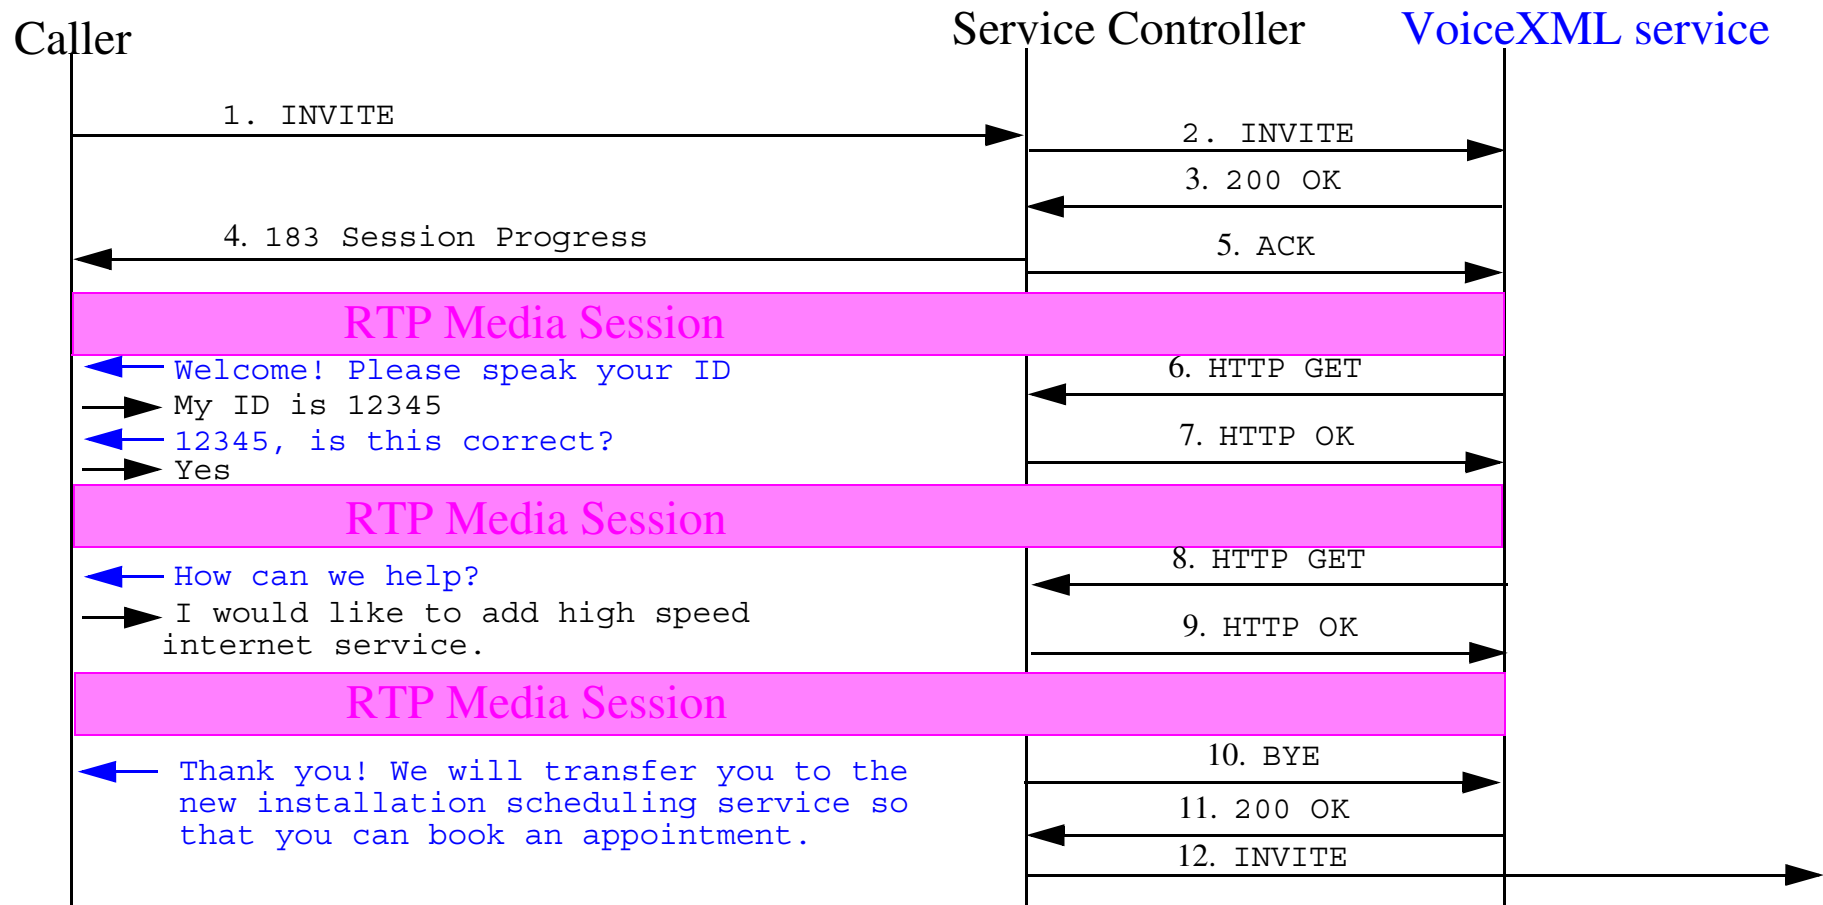 Caller
Service Controller
VoiceXML service
1. INVITE
2. INVITE
3. 200 OK
4. 183 Session Progress
5. ACK
RTP Media Session
Welcome! Please speak your ID
6. HTTP GET
My ID is 12345
12345, is this correct?
7. HTTP OK
Yes
RTP Media Session
8. HTTP GET
How can we help?
I would like to add high speed
internet service.
9. HTTP OK
RTP Media Session
10. BYE
Thank you! We will transfer you to the
new installation scheduling service so
that you can book an appointment.
11. 200 OK
12. INVITE